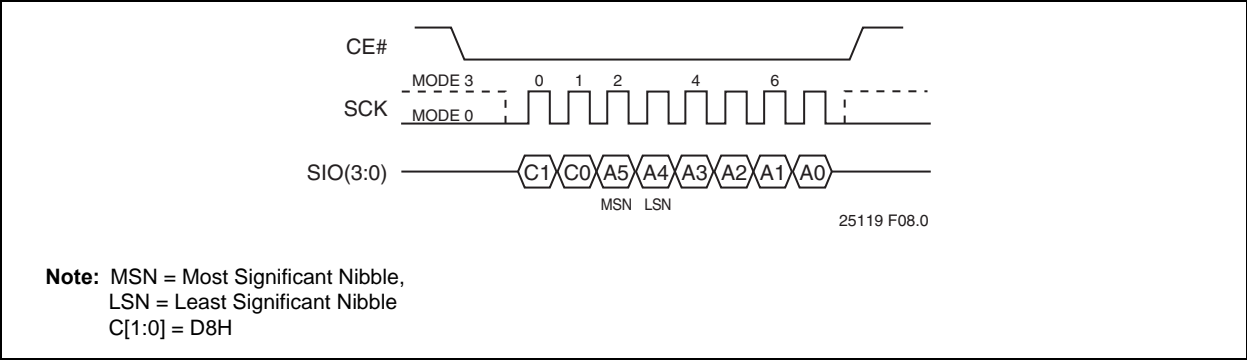 CE#
MODE 3 0 1 2 4 6
SCK
MODE 0
SIO(3:0) C1 C0 A5 A4 A3 A2 A1 A0
MSN LSN
25119 F08.0
Note: MSN = Most Significant Nibble,
LSN = Least Significant Nibble
C[1:0] = D8H